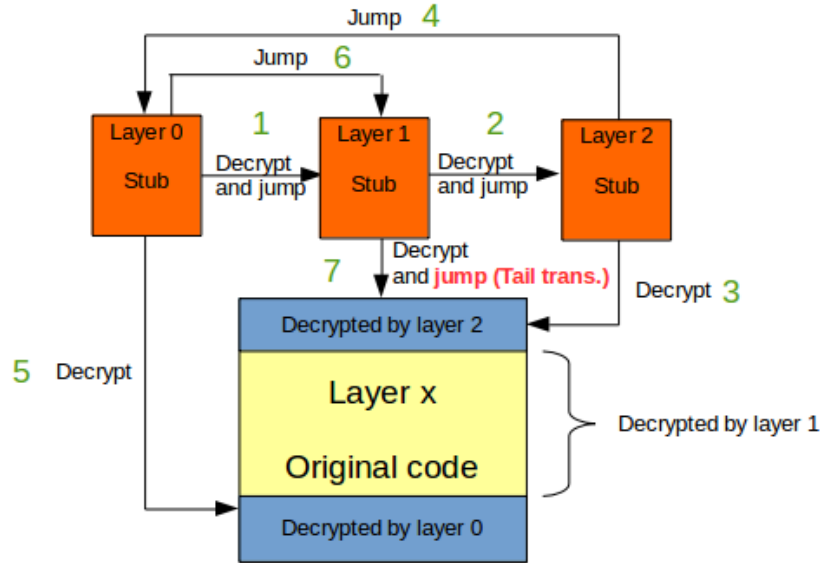 Jump 4
Jump 6
Layer 0
Stub
1
Decrypt
and jump
Layer 1
Stub
2
Decrypt
and jump
Layer 2
Stub
7
Decrypt
and jump (Tail trans.)
Decrypt 3
Decrypted by layer 2
5 Decrypt
Layer x
Original code
Decrypted by layer 1
Decrypted by layer 0